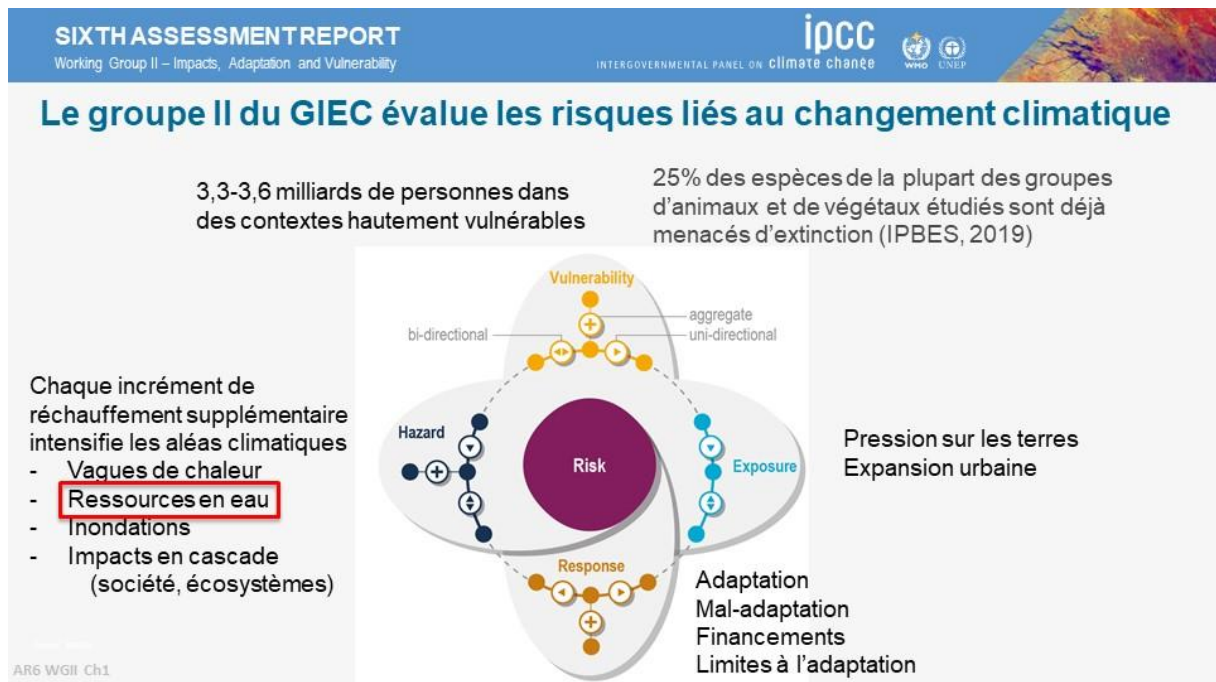 SIXTH ASSESSMENT REPORT
Working Group II – Impacts, Adaptation and Vulnerability
ipcc
INTERGOVERNMENTAL PANEL ON climate change
WMO
UNEP
Le groupe II du GIEC évalue les risques liés au changement climatique
3,3-3,6 milliards de personnes dans
des contextes hautement vulnérables
25% des espèces de la plupart des groupes
d’animaux et de végétaux étudiés sont déjà
menacés d’extinction (IPBES, 2019)
Vulnerability
aggregate
bi-directional
uni-directional
Chaque incrément de
réchauffement supplémentaire
intensifie les aléas climatiques
- Vagues de chaleur
- Ressources en eau
- Inondations
- Impacts en cascade
(société, écosystèmes)
Hazard
Risk
Exposure
Response
Pression sur les terres
Expansion urbaine
Adaptation
Mal-adaptation
Financements
Limites à l’adaptation
AR6 WGII Ch1